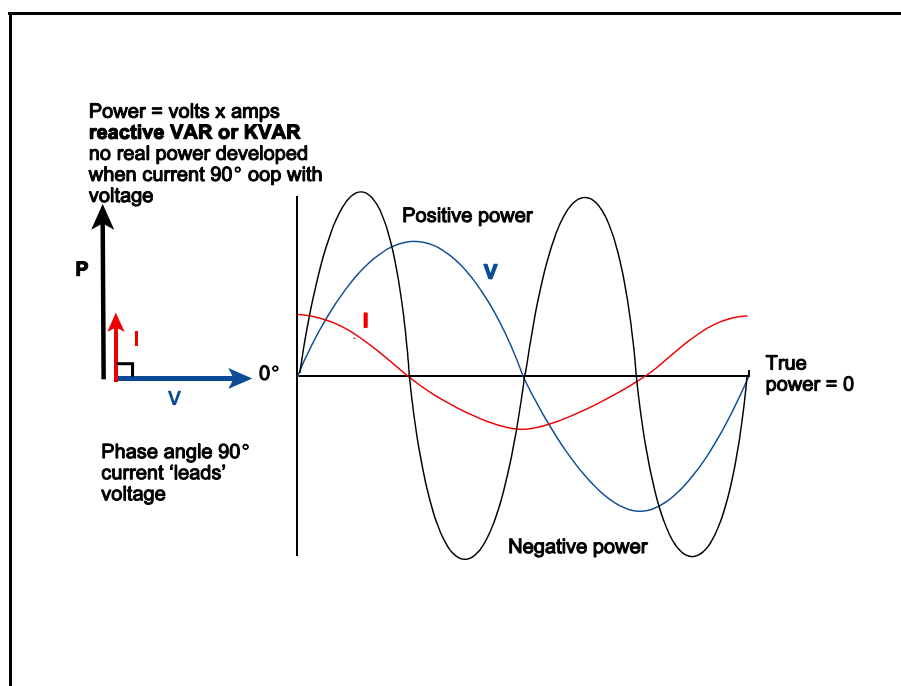 Power = volts x amps
reactive VAR or KVAR
no real power developed
when current 90° oop with
voltage
Positive power
P
V
I
I
0°
V
True
power = 0
Phase angle 90°
current ‘leads’
voltage
Negative power